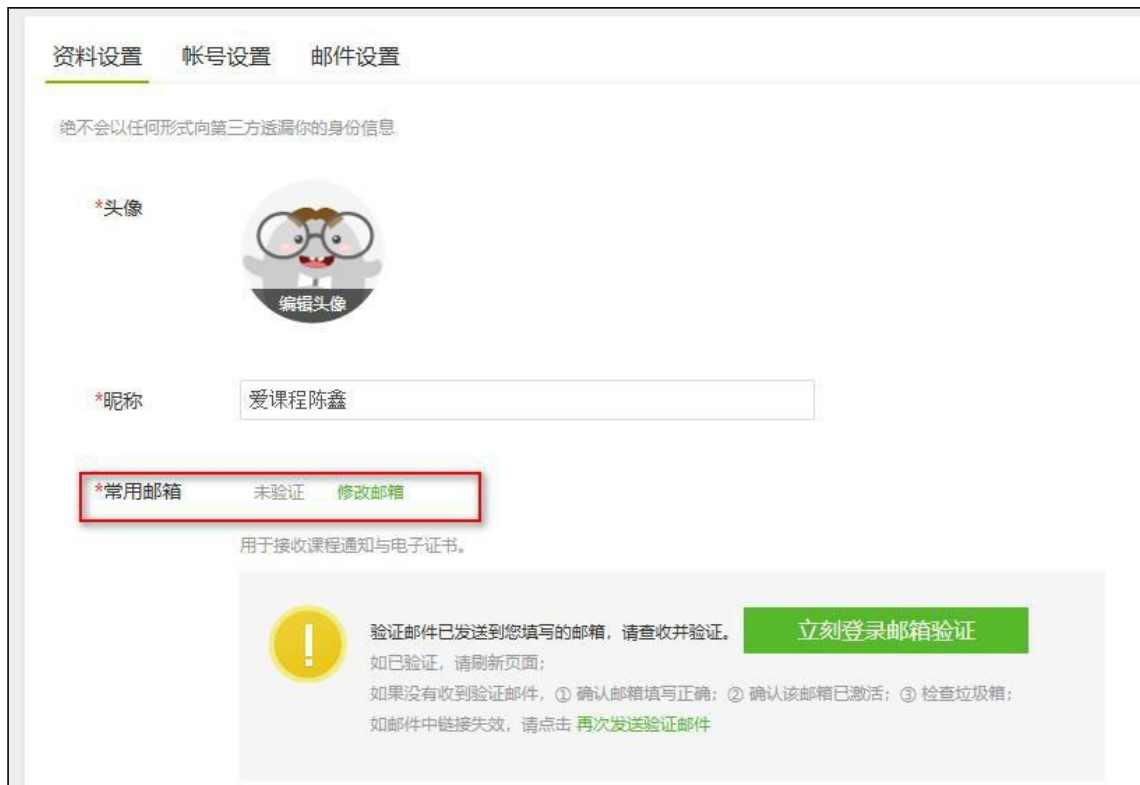 资料设置 帐号设置 邮件设置
绝不会以任何形式向第三方透漏你的身份信息
*头像
编辑头像
*昵称 爱课程陈鑫
*常用邮箱 未验证 修改邮箱
用于接收课程通知与电子证书。
验证邮件已发送到您填写的邮箱，请查收并验证。 立刻登录邮箱验证
如已验证，请刷新页面；
如果没有收到验证邮件，① 确认邮箱填写正确；② 确认该邮箱已激活；③ 检查垃圾箱；
如邮件中链接失效，请点击 再次发送验证邮件